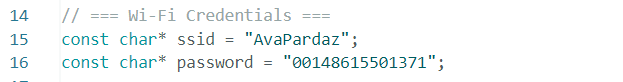 14 // === Wi-Fi Credentials ===
15 const char* ssid = "AvaPardaz";
16 const char* password = "00148615501371";